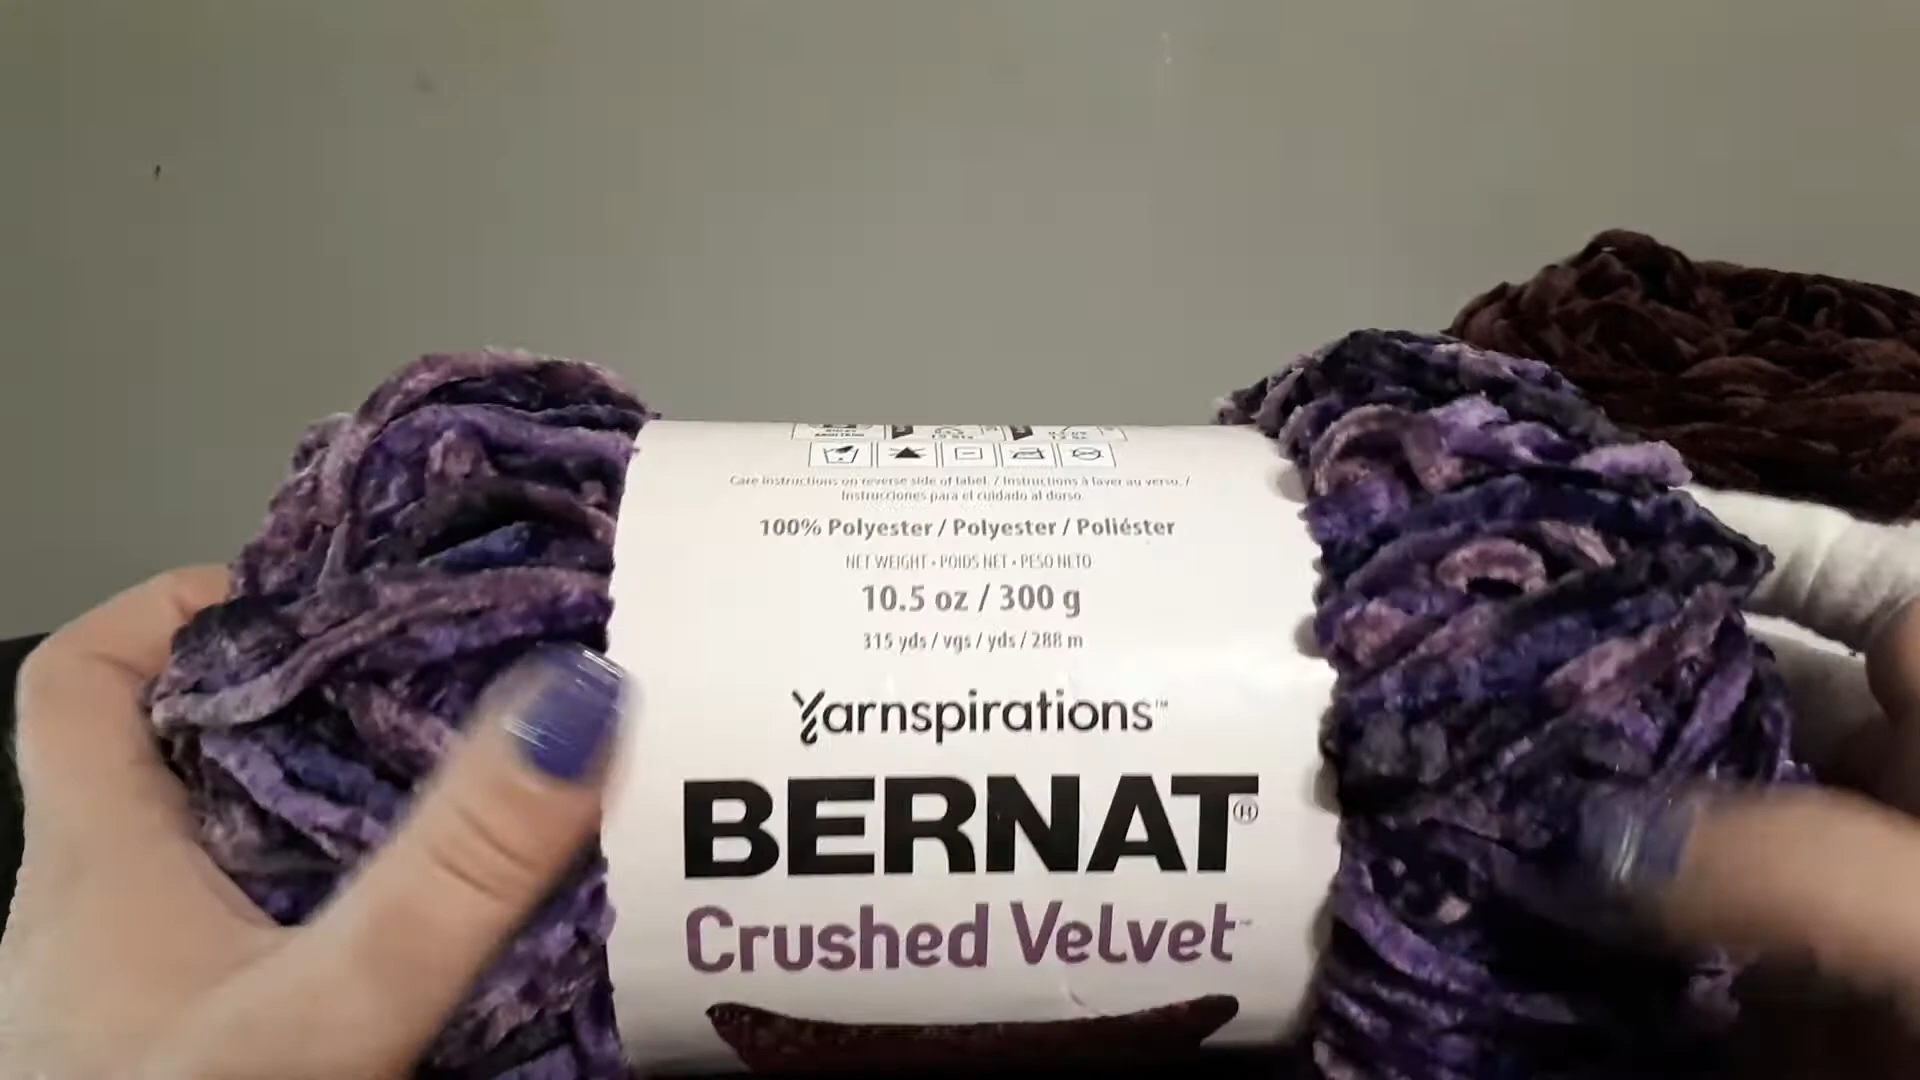 Care instructions on reverse side of label. / Instructions à laver au verso. /
Instrucciones para el cuidado al dorso.
100% Polyester / Polyester / Poliéster
NET WEIGHT • POIDS NET • PESO NETO
10.5 oz / 300 g
315 yds / vgs / yds / 288 m
Yarnspirations™
BERNAT®
Crushed Velvet™